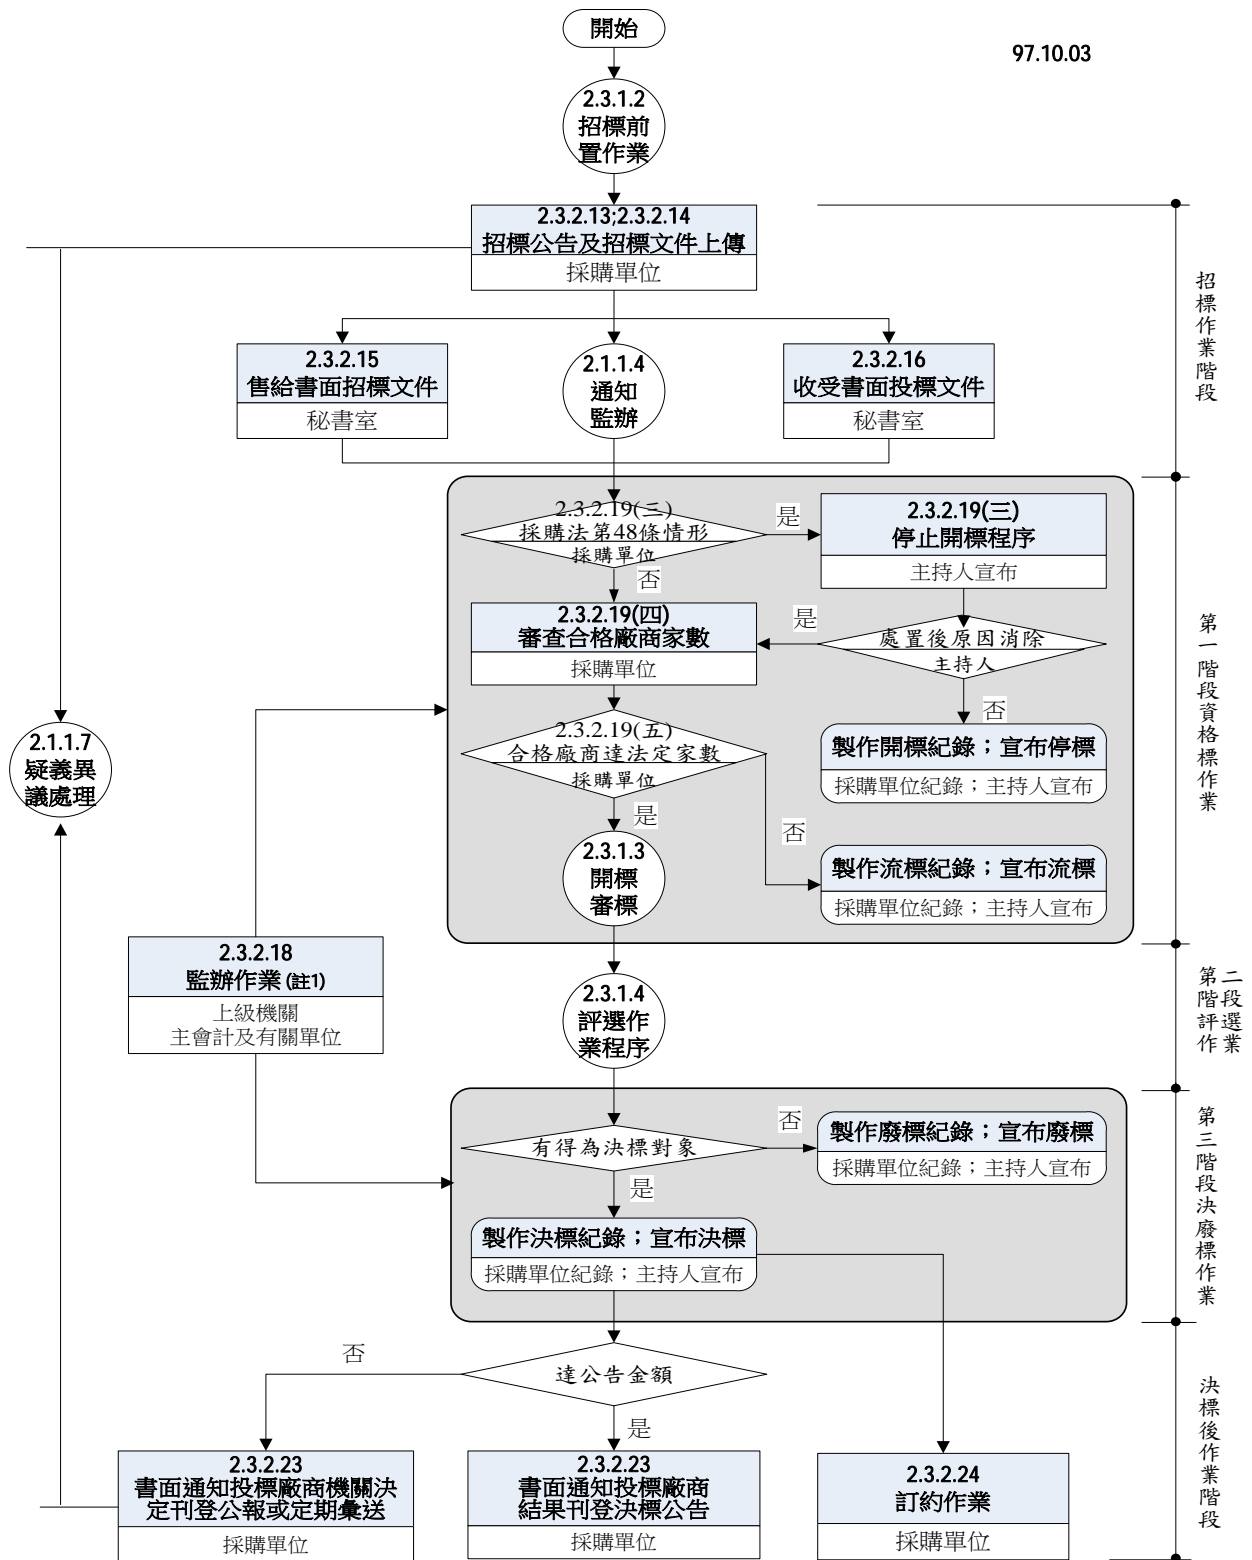 開始
97.10.03
2.3.1.2
招標前
置作業
2.3.2.13;2.3.2.14
招標公告及招標文件上傳
採購單位
招標作業階段
2.3.2.15
售給書面招標文件
秘書室
2.1.1.4
通知
監辦
2.3.2.16
收受書面投標文件
秘書室
2.3.2.19(三)
採購法第48條情形
採購單位
是
否
2.3.2.19(三)
停止開標程序
主持人宣布
2.3.2.19(四)
審查合格廠商家數
採購單位
是
處置後原因消除
主持人
否
第一階段資格標作業
2.3.2.19(五)
合格廠商達法定家數
採購單位
是
否
製作開標紀錄；宣布停標
採購單位紀錄；主持人宣布
2.1.1.7
疑義異
議處理
2.3.1.3
開標
審標
製作流標紀錄；宣布流標
採購單位紀錄；主持人宣布
2.3.2.18
監辦作業(註1)
上級機關
主會計及有關單位
2.3.1.4
評選作
業程序
第二
階段
評選
作業
有得為決標對象
否
是
製作廢標紀錄；宣布廢標
採購單位紀錄；主持人宣布
第三階段決廢標作業
製作決標紀錄；宣布決標
採購單位紀錄；主持人宣布
達公告金額
否
是
決標後作業階段
2.3.2.23
書面通知投標廠商機關決
定刊登公報或定期彙送
採購單位
2.3.2.23
書面通知投標廠商
結果刊登決標公告
採購單位
2.3.2.24
訂約作業
採購單位